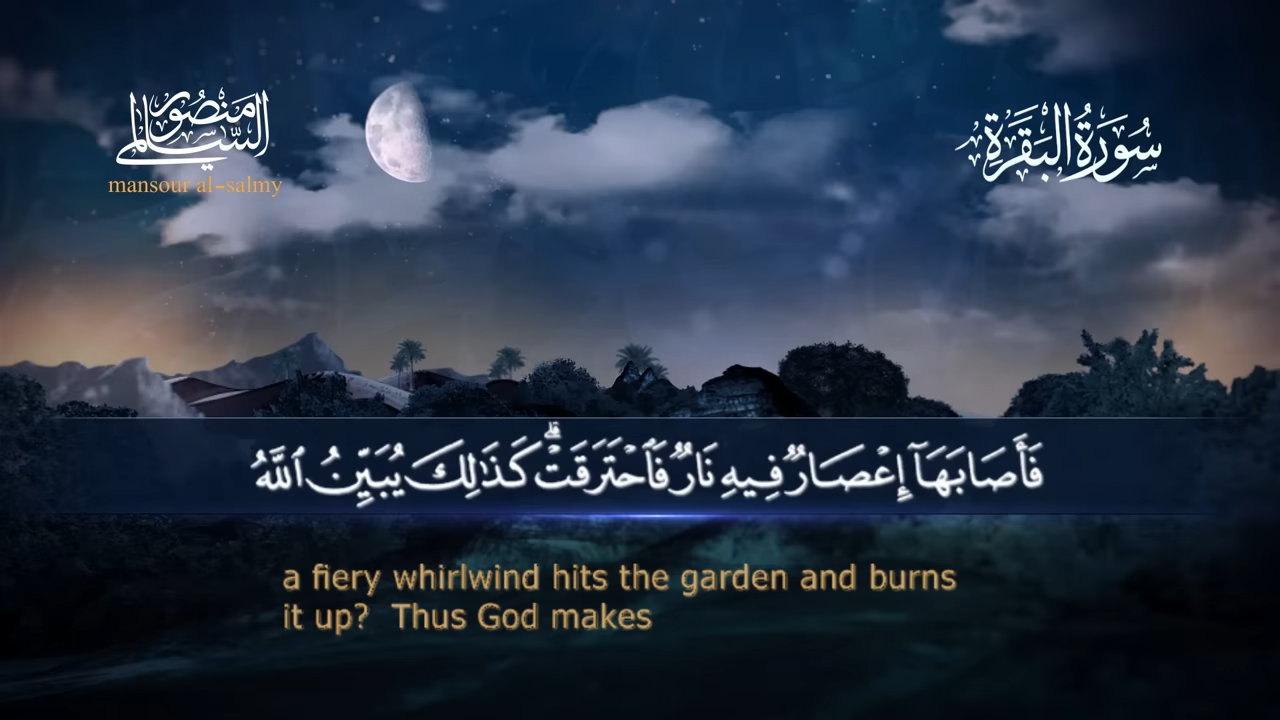 منصور السالمي
mansour al-salmy
سُورَةُ البَقَرَةِ
فَأَصَابَهَآ إِعْصَارٌ فِيهِ نَارٌ فَٱحْتَرَقَتْ ۗ كَذَٰلِكَ يُبَيِّنُ ٱللَّهُ
a fiery whirlwind hits the garden and burns
it up? Thus God makes